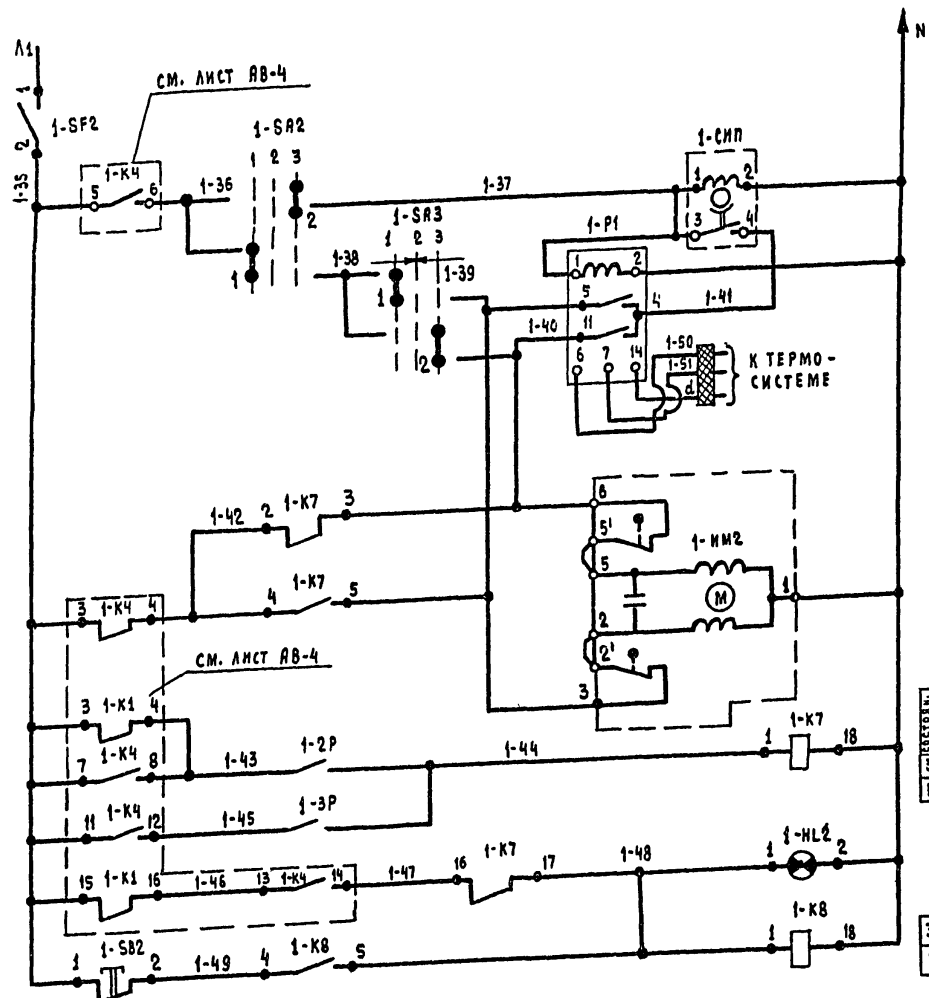 Л1
N
СМ. ЛИСТ АВ-4
1
1-SF2
2
1-35
1-SA2
1 2 3
1-СИП
1 2
3 4
5 1-К4 6
1-36
2
1
1-37
1-SA3
1 2 3
1-38
1-39
1
2
1-Р1
1 2
5
4
11
6 7 14
1-40
1-41
1-50
1-51
d
К ТЕРМО-
СИСТЕМЕ
1-42
2 1-К7 3
6
5'
5
1-ИМ2
М
1
2
2'
3
4 1-К7 5
3 1-К4 4
СМ. ЛИСТ АВ-4
3 1-К1 4
7 1-К4 8
1-43
1-2Р
1-44
1 1-К7 18
11 1-К4 12
1-45
1-3Р
15 1-К1 16
1-46
13 1-К4 14
1-47
16 1-К7 17
1-48
1 1-HL2 2
1 1-К8 18
1-SB2
1 2
1-49
4 1-К8 5